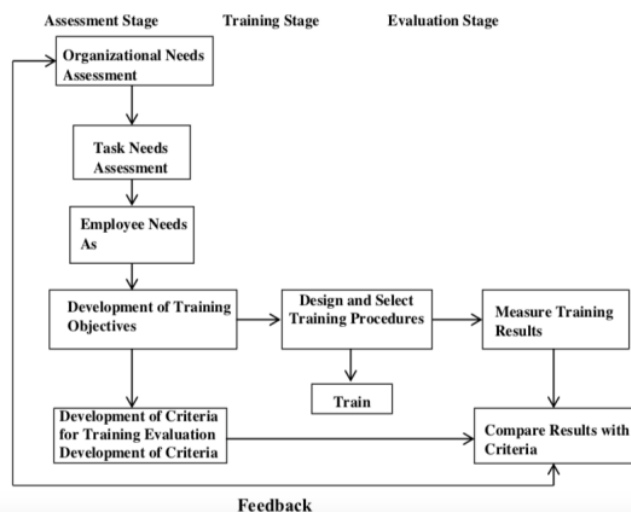 Assessment Stage
Training Stage
Evaluation Stage
Organizational Needs
Assessment
Task Needs
Assessment
Employee Needs
As
Development of Training
Objectives
Design and Select
Training Procedures
Measure Training
Results
Train
Development of Criteria
for Training Evaluation
Development of Criteria
Compare Results with
Criteria
Feedback